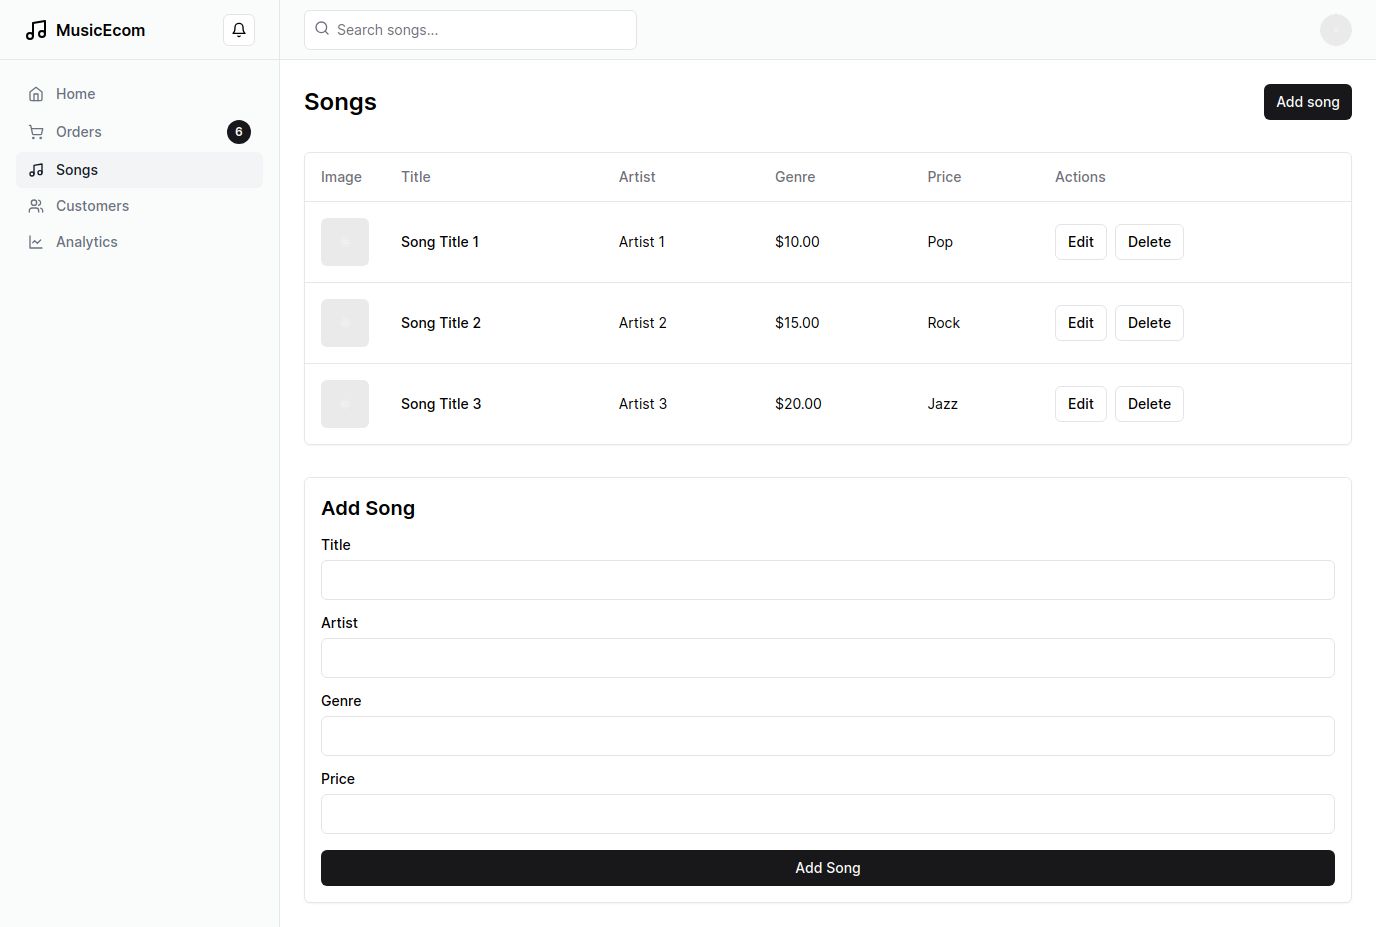 MusicEcom
Search songs...
Home
Orders 6
Songs
Customers
Analytics
Songs
Add song
Image Title Artist Genre Price Actions
Song Title 1 Artist 1 $10.00 Pop Edit Delete
Song Title 2 Artist 2 $15.00 Rock Edit Delete
Song Title 3 Artist 3 $20.00 Jazz Edit Delete
Add Song
Title
Artist
Genre
Price
Add Song